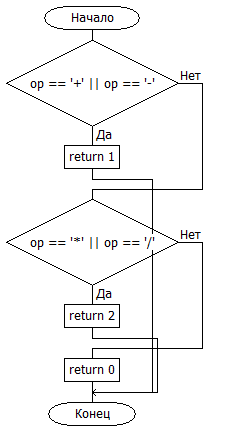 Начало
op == '+' || op == '-'
Нет
Да
return 1
op == '*' || op == '/'
Нет
Да
return 2
return 0
Конец